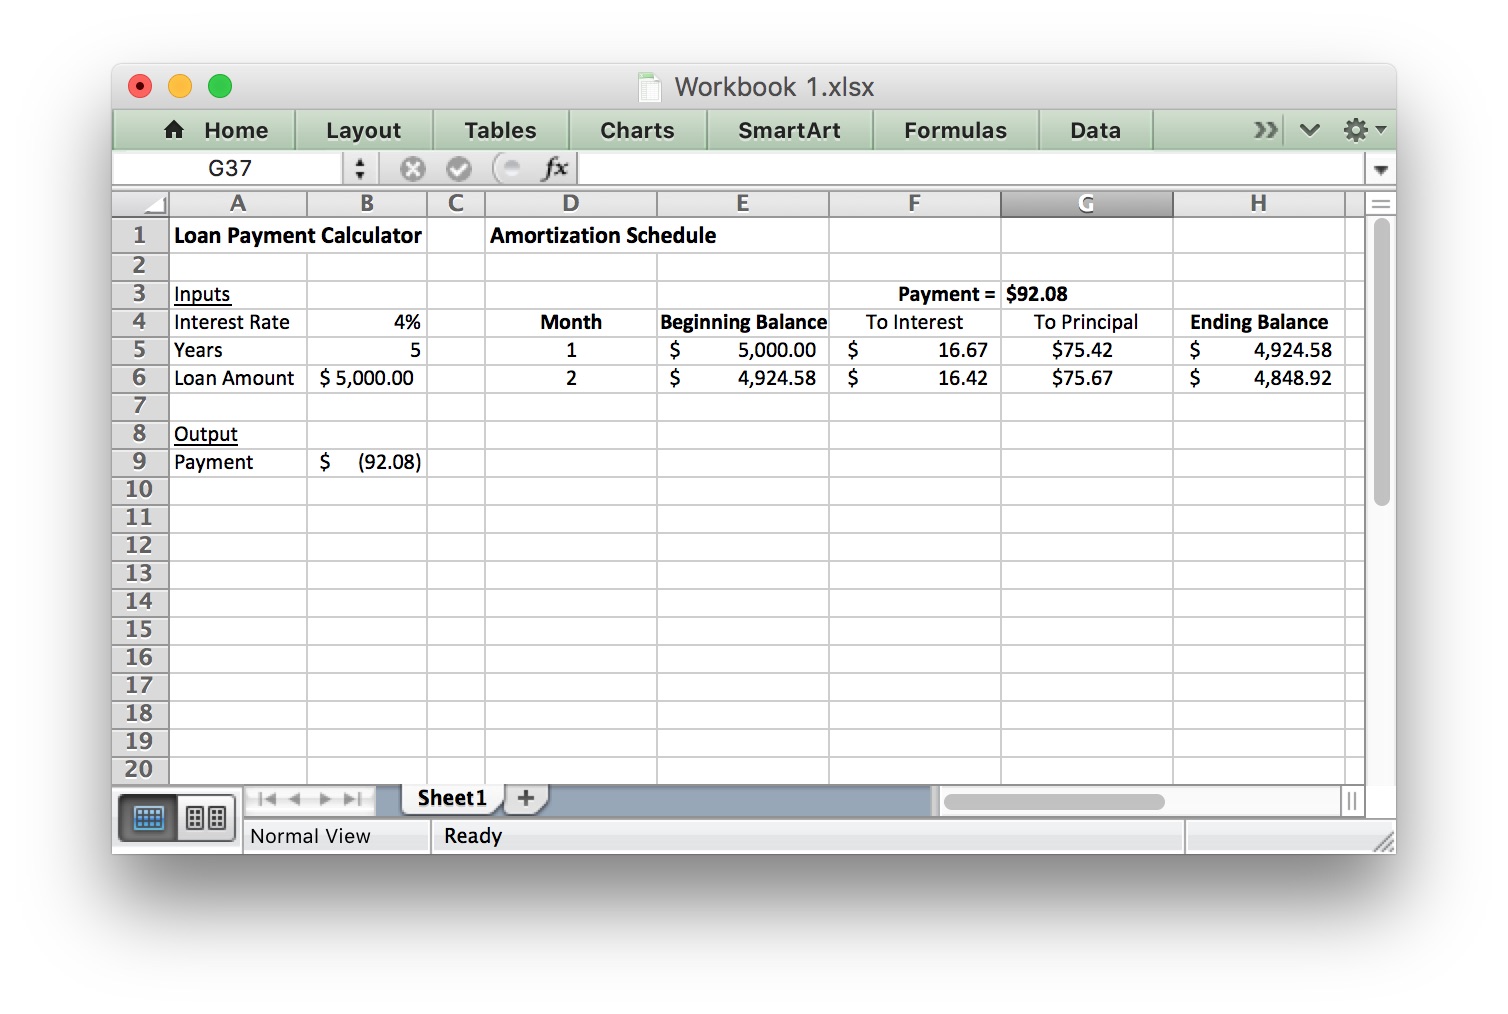 Workbook 1.xlsx
Home Layout Tables Charts SmartArt Formulas Data
G37 fx
A B C D E F G H
1 Loan Payment Calculator Amortization Schedule
2
3 Inputs Payment = $92.08
4 Interest Rate 4% Month Beginning Balance To Interest To Principal Ending Balance
5 Years 5 1 $ 5,000.00 $ 16.67 $75.42 $ 4,924.58
6 Loan Amount $ 5,000.00 2 $ 4,924.58 $ 16.42 $75.67 $ 4,848.92
7
8 Output
9 Payment $ (92.08)
10
11
12
13
14
15
16
17
18
19
20
Sheet1 +
Normal View Ready